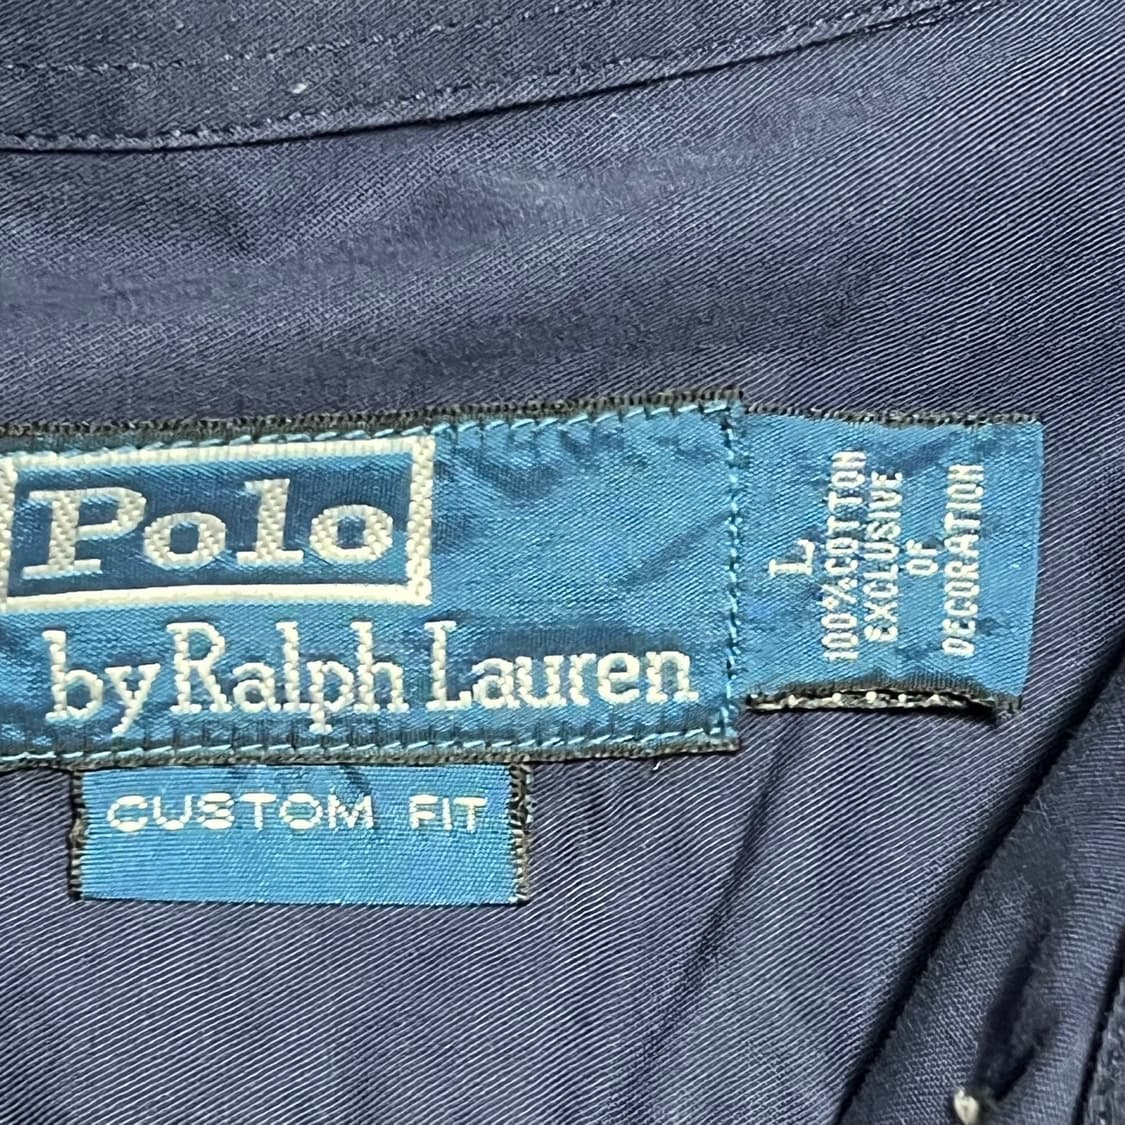 Polo
by Ralph Lauren
CUSTOM FIT
L
100%COTTON
EXCLUSIVE
OF
DECORATION